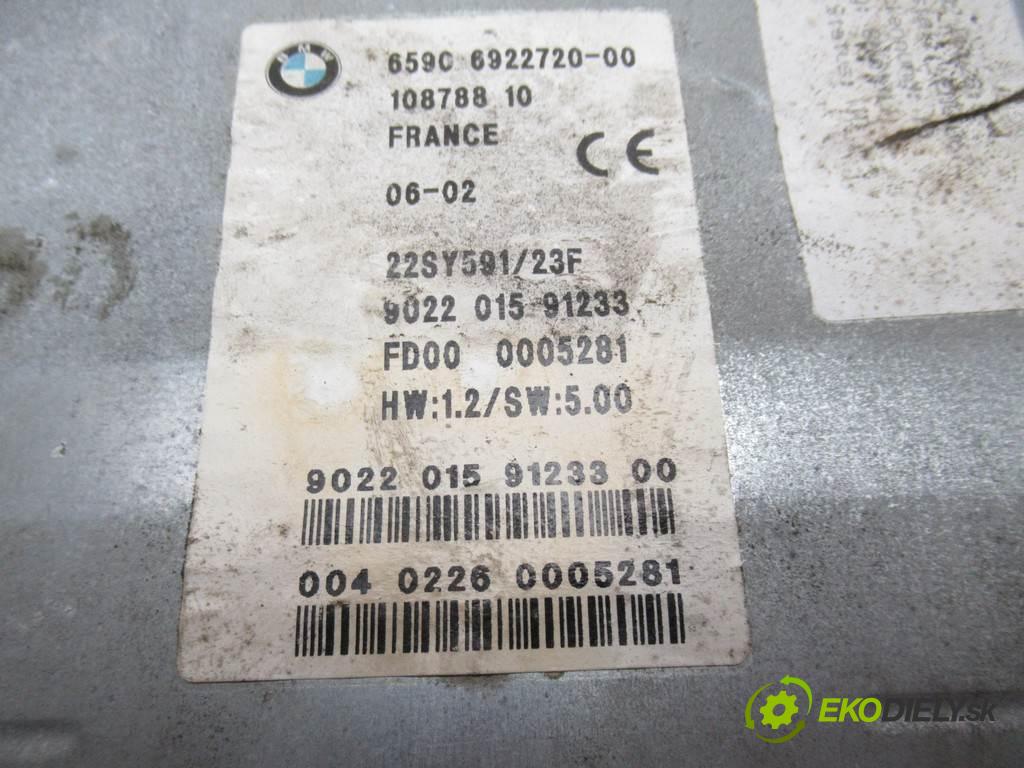 BMW
659C 6922720-00
108788 10
FRANCE
CE
06-02
22SY591/23F
9022 015 91233
FD00 0005281
HW:1.2/SW:5.00
9022 015 91233 00
004 0226 0005281
EKODIELY.SK